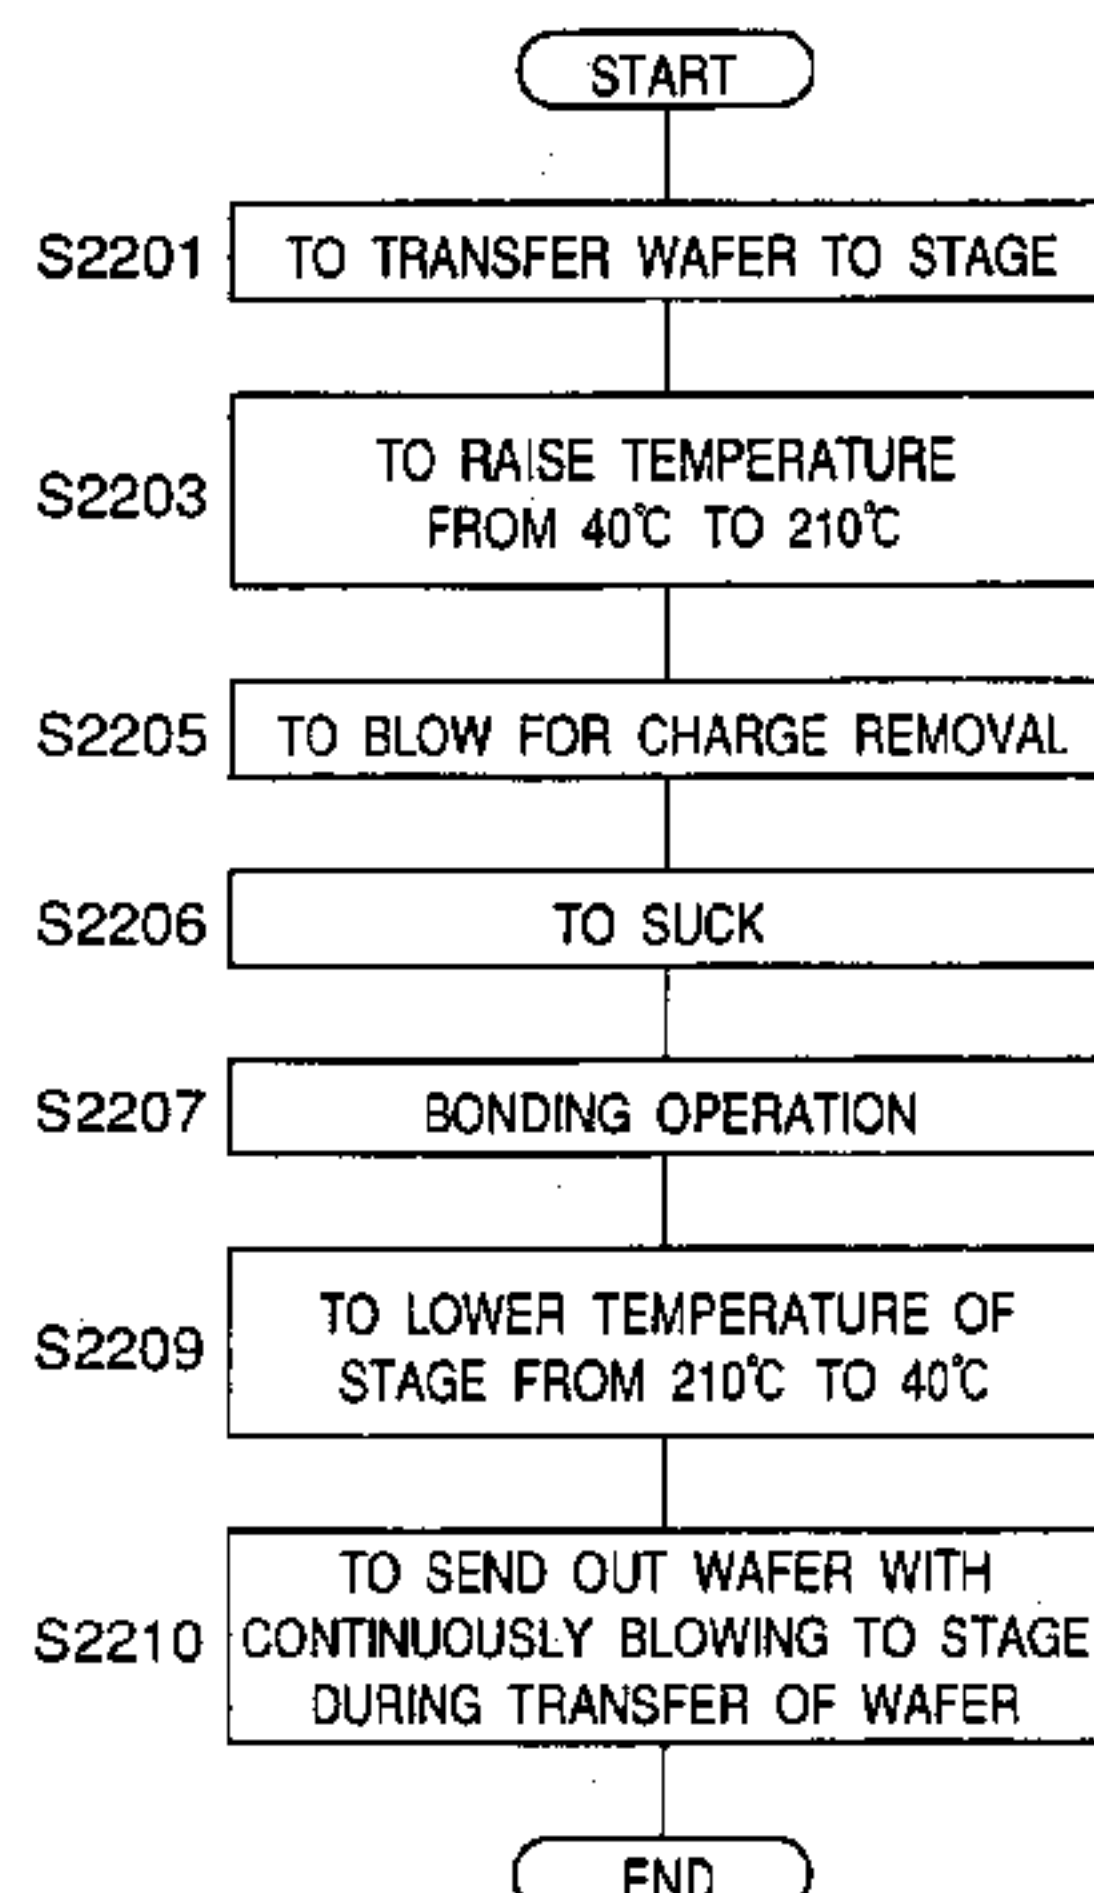 START
S2201 TO TRANSFER WAFER TO STAGE
S2203 TO RAISE TEMPERATURE
FROM 40℃ TO 210℃
S2205 TO BLOW FOR CHARGE REMOVAL
S2206 TO SUCK
S2207 BONDING OPERATION
S2209 TO LOWER TEMPERATURE OF
STAGE FROM 210℃ TO 40℃
S2210 TO SEND OUT WAFER WITH
CONTINUOUSLY BLOWING TO STAGE
DURING TRANSFER OF WAFER
END